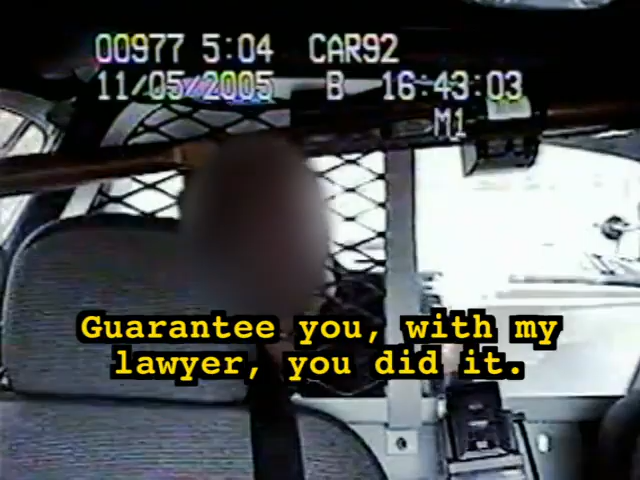 00977 5:04 CAR92
11/05/2005 B 16:43:03
M1
Guarantee you, with my
lawyer, you did it.